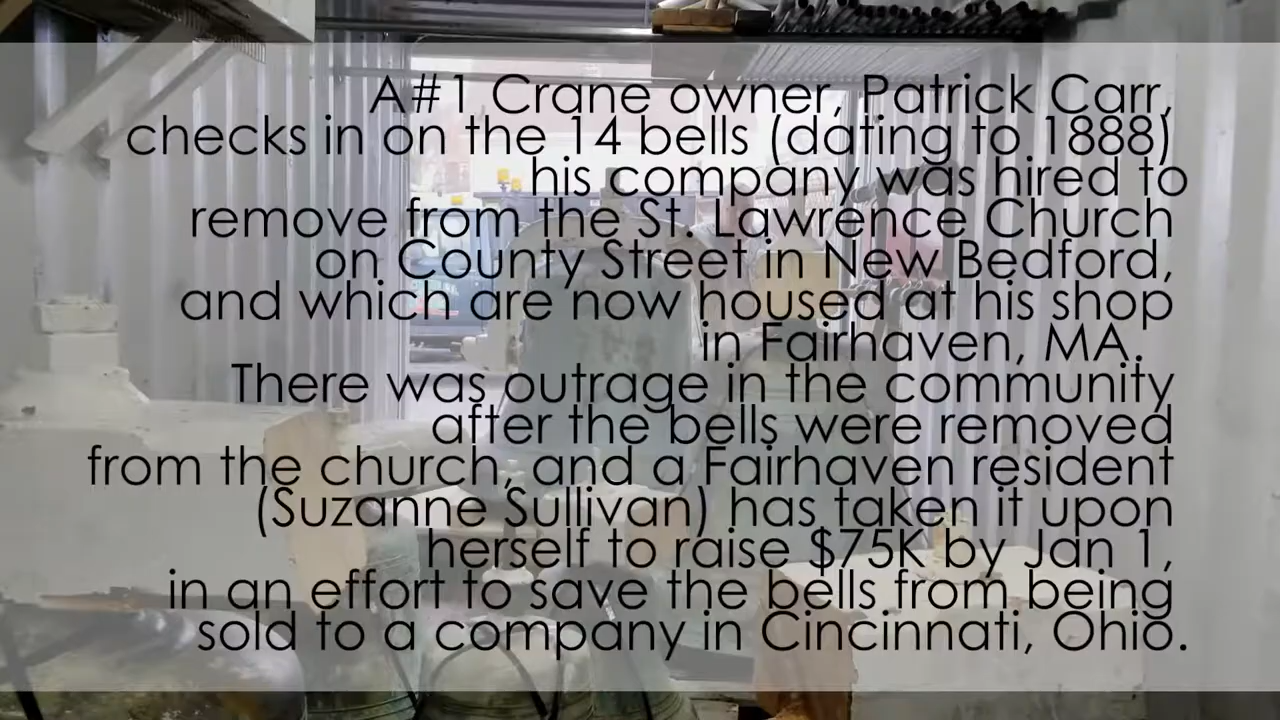 A#1 Crane owner, Patrick Carr,
checks in on the 14 bells (dating to 1888)
his company was hired to
remove from the St. Lawrence Church
on County Street in New Bedford,
and which are now housed at his shop
in Fairhaven, MA.
There was outrage in the community
after the bells were removed
from the church, and a Fairhaven resident
(Suzanne Sullivan) has taken it upon
herself to raise $75K by Jan 1,
in an effort to save the bells from being
sold to a company in Cincinnati, Ohio.